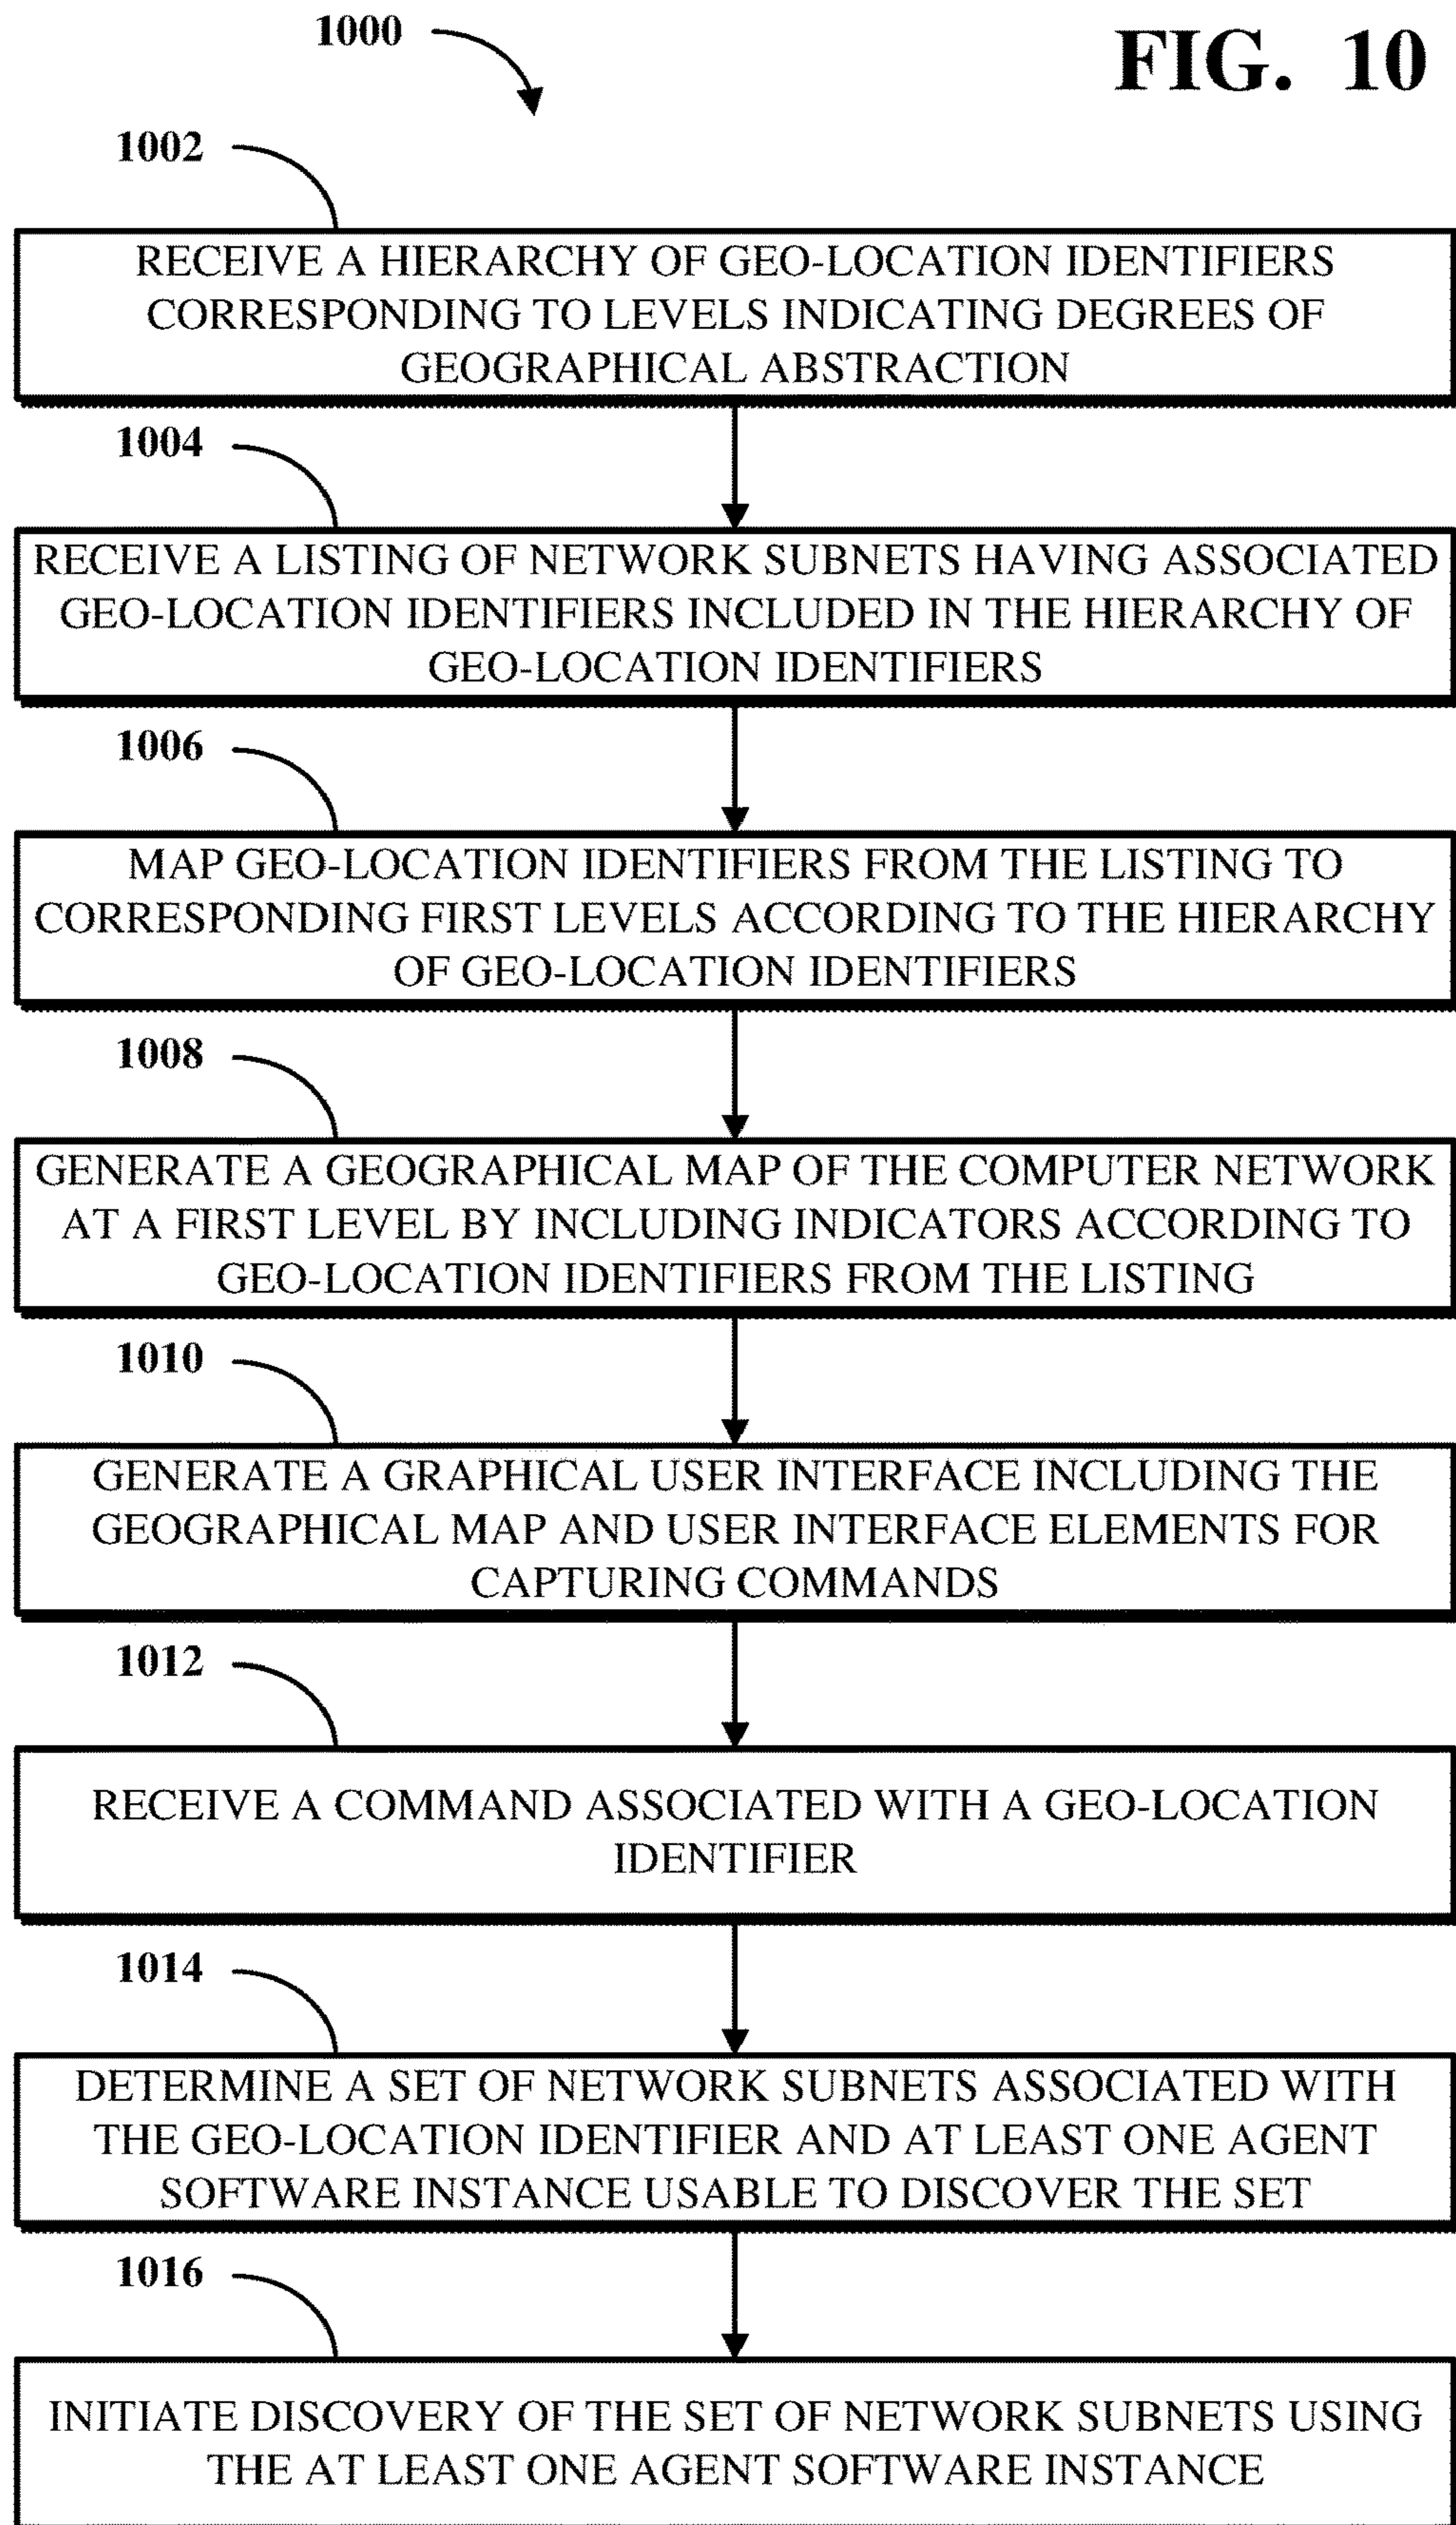 1000
FIG. 10
1002
RECEIVE A HIERARCHY OF GEO-LOCATION IDENTIFIERS
CORRESPONDING TO LEVELS INDICATING DEGREES OF
GEOGRAPHICAL ABSTRACTION
1004
RECEIVE A LISTING OF NETWORK SUBNETS HAVING ASSOCIATED
GEO-LOCATION IDENTIFIERS INCLUDED IN THE HIERARCHY OF
GEO-LOCATION IDENTIFIERS
1006
MAP GEO-LOCATION IDENTIFIERS FROM THE LISTING TO
CORRESPONDING FIRST LEVELS ACCORDING TO THE HIERARCHY
OF GEO-LOCATION IDENTIFIERS
1008
GENERATE A GEOGRAPHICAL MAP OF THE COMPUTER NETWORK
AT A FIRST LEVEL BY INCLUDING INDICATORS ACCORDING TO
GEO-LOCATION IDENTIFIERS FROM THE LISTING
1010
GENERATE A GRAPHICAL USER INTERFACE INCLUDING THE
GEOGRAPHICAL MAP AND USER INTERFACE ELEMENTS FOR
CAPTURING COMMANDS
1012
RECEIVE A COMMAND ASSOCIATED WITH A GEO-LOCATION
IDENTIFIER
1014
DETERMINE A SET OF NETWORK SUBNETS ASSOCIATED WITH
THE GEO-LOCATION IDENTIFIER AND AT LEAST ONE AGENT
SOFTWARE INSTANCE USABLE TO DISCOVER THE SET
1016
INITIATE DISCOVERY OF THE SET OF NETWORK SUBNETS USING
THE AT LEAST ONE AGENT SOFTWARE INSTANCE